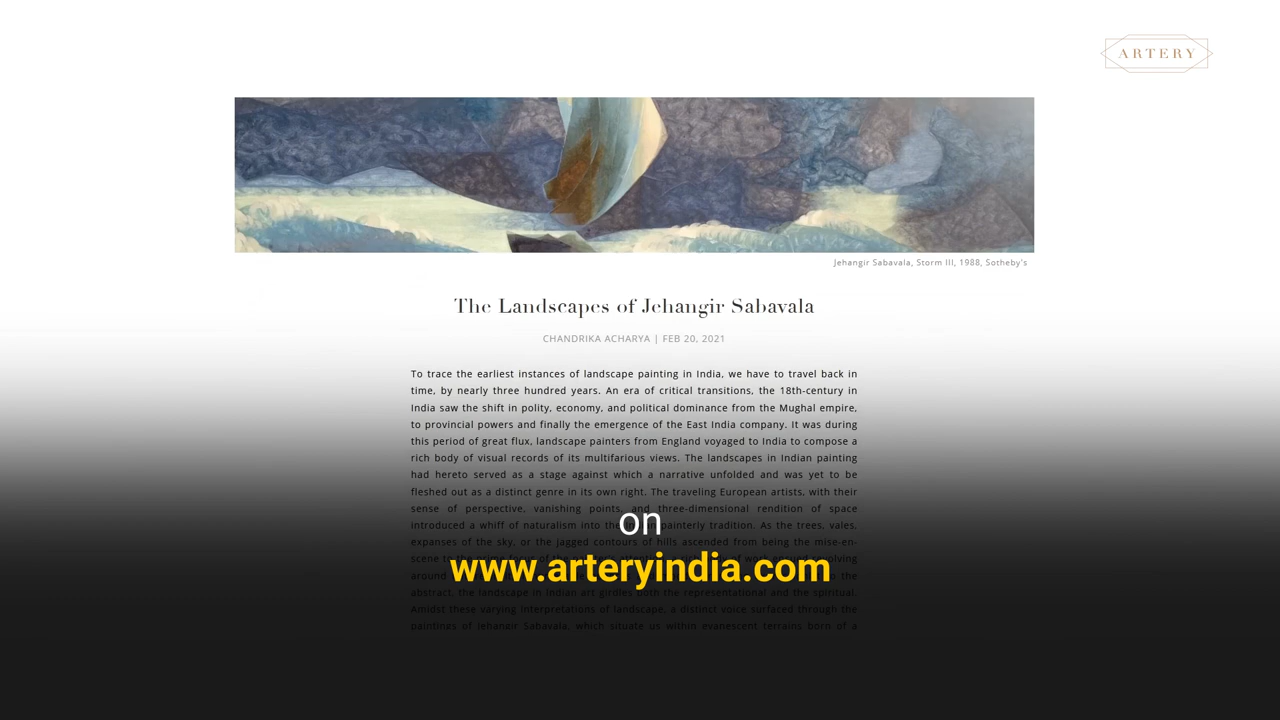 ARTERY
Jehangir Sabavala, Storm III, 1988, Sotheby's
The Landscapes of Jehangir Sabavala
CHANDRIKA ACHARYA | FEB 20, 2021
To trace the earliest instances of landscape painting in India, we have to travel back in
time, by nearly three hundred years. An era of critical transitions, the 18th-century in
India saw the shift in polity, economy, and political dominance from the Mughal empire,
to provincial powers and finally the emergence of the East India company. It was during
this period of great flux, landscape painters from England voyaged to India to compose a
rich body of visual records of its multifarious views. The landscapes in Indian painting
had hereto served as a stage against which a narrative unfolded and was yet to be
fleshed out as a distinct genre in its own right. The traveling European artists, with their
sense of perspective, vanishing points, and three-dimensional rendition of space
introduced a whiff of naturalism into the painterly tradition. As the trees, vales,
on
expanses of the sky, or the jagged contours of hills ascended from being the mise-en-
scene to the prime focus of the
www.arteryindia.com
around the
abstract, the landscape in Indian art girdles both the representational and the spiritual.
Amidst these varying interpretations of landscape, a distinct voice surfaced through the
paintings of Jehangir Sabavala, which situate us within evanescent terrains born of a